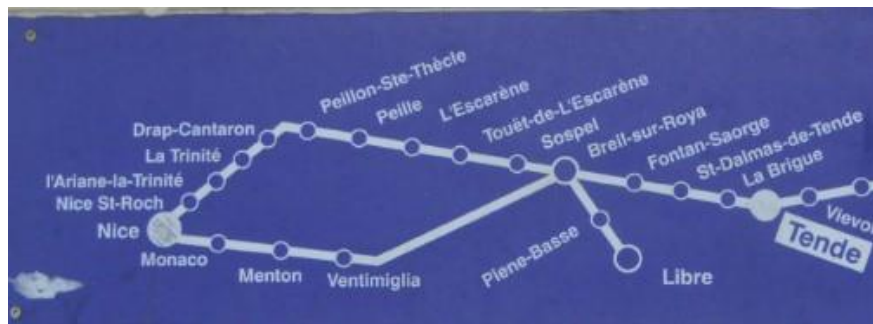 Peillon-Ste-Thècle
Peille
L'Escarène
Touët-de-L'Escarène
Sospel
Breil-sur-Roya
Fontan-Saorge
St-Dalmas-de-Tende
La Brigue
Drap-Cantaron
La Trinité
l'Ariane-la-Trinité
Nice St-Roch
Nice
Monaco
Menton
Ventimiglia
Piene-Basse
Libre
Tende
Vievo